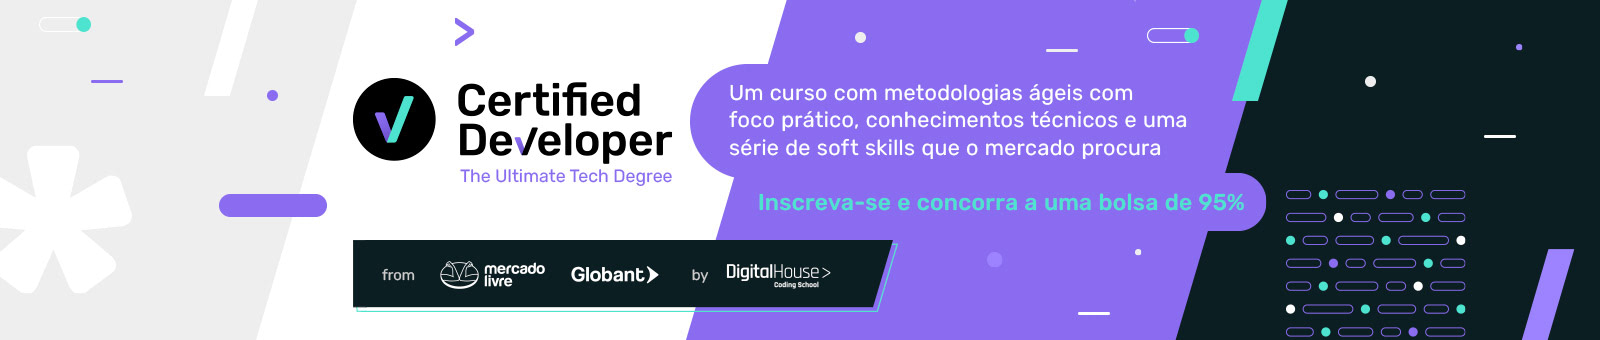 Certified
Developer
The Ultimate Tech Degree
Um curso com metodologias ágeis com
foco prático, conhecimentos técnicos e uma
série de soft skills que o mercado procura
Inscreva-se e concorra a uma bolsa de 95%
from
mercado
livre
Globant
by
DigitalHouse>
Coding School